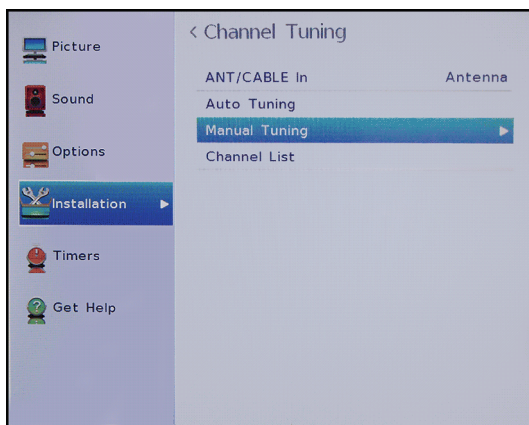 Picture
Sound
Options
Installation
Timers
Get Help
< Channel Tuning
ANT/CABLE In Antenna
Auto Tuning
Manual Tuning
Channel List